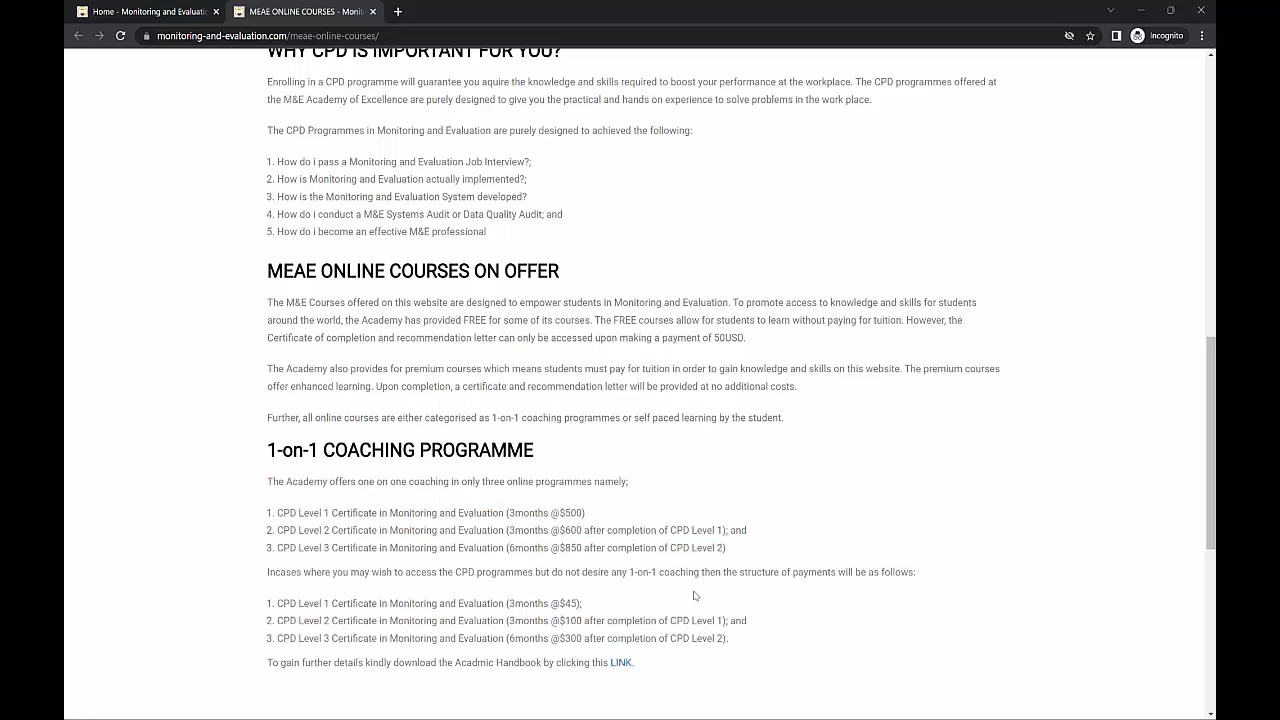 Home - Monitoring and Evaluatic
MEAE ONLINE COURSES - Monit
monitoring-and-evaluation.com/meae-online-courses/
Incognito
WHY CPD IS IMPORTANT FOR YOU?
Enrolling in a CPD programme will guarantee you aquire the knowledge and skills required to boost your performance at the workplace. The CPD programmes offered at
the M&E Academy of Excellence are purely designed to give you the practical and hands on experience to solve problems in the work place.
The CPD Programmes in Monitoring and Evaluation are purely designed to achieved the following:
1. How do i pass a Monitoring and Evaluation Job Interview?;
2. How is Monitoring and Evaluation actually implemented?;
3. How is the Monitoring and Evaluation System developed?
4. How do i conduct a M&E Systems Audit or Data Quality Audit; and
5. How do i become an effective M&E professional
MEAE ONLINE COURSES ON OFFER
The M&E Courses offered on this website are designed to empower students in Monitoring and Evaluation. To promote access to knowledge and skills for students
around the world, the Academy has provided FREE for some of its courses. The FREE courses allow for students to learn without paying for tuition. However, the
Certificate of completion and recommendation letter can only be accessed upon making a payment of 50USD.
The Academy also provides for premium courses which means students must pay for tuition in order to gain knowledge and skills on this website. The premium courses
offer enhanced learning. Upon completion, a certificate and recommendation letter will be provided at no additional costs.
Further, all online courses are either categorised as 1-on-1 coaching programmes or self paced learning by the student.
1-on-1 COACHING PROGRAMME
The Academy offers one on one coaching in only three online programmes namely;
1. CPD Level 1 Certificate in Monitoring and Evaluation (3months @$500)
2. CPD Level 2 Certificate in Monitoring and Evaluation (3months @$600 after completion of CPD Level 1); and
3. CPD Level 3 Certificate in Monitoring and Evaluation (6months @$850 after completion of CPD Level 2)
Incases where you may wish to access the CPD programmes but do not desire any 1-on-1 coaching then the structure of payments will be as follows:
1. CPD Level 1 Certificate in Monitoring and Evaluation (3months @$45);
2. CPD Level 2 Certificate in Monitoring and Evaluation (3months @$100 after completion of CPD Level 1); and
3. CPD Level 3 Certificate in Monitoring and Evaluation (6months @$300 after completion of CPD Level 2).
To gain further details kindly download the Acadmic Handbook by clicking this LINK.